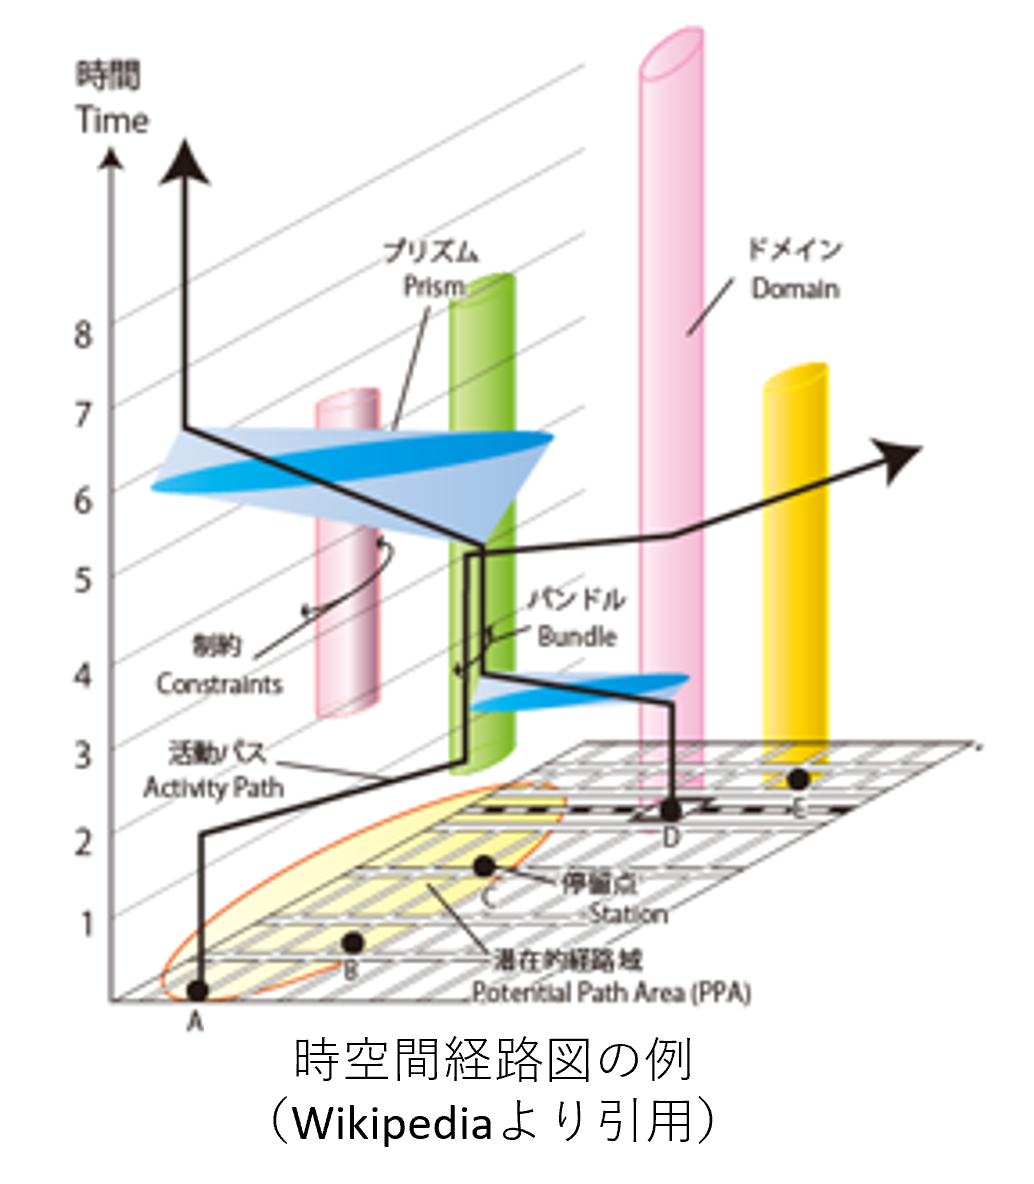 時間
Time
プリズム
Prism
ドメイン
Domain
8
7
6
5
4
3
2
1
バンドル
Bundle
制約
Constraints
活動パス
Activity Path
A
B
C
D
E
停留点
Station
潜在的経路域
Potential Path Area (PPA)
時空間経路図の例
（Wikipediaより引用）